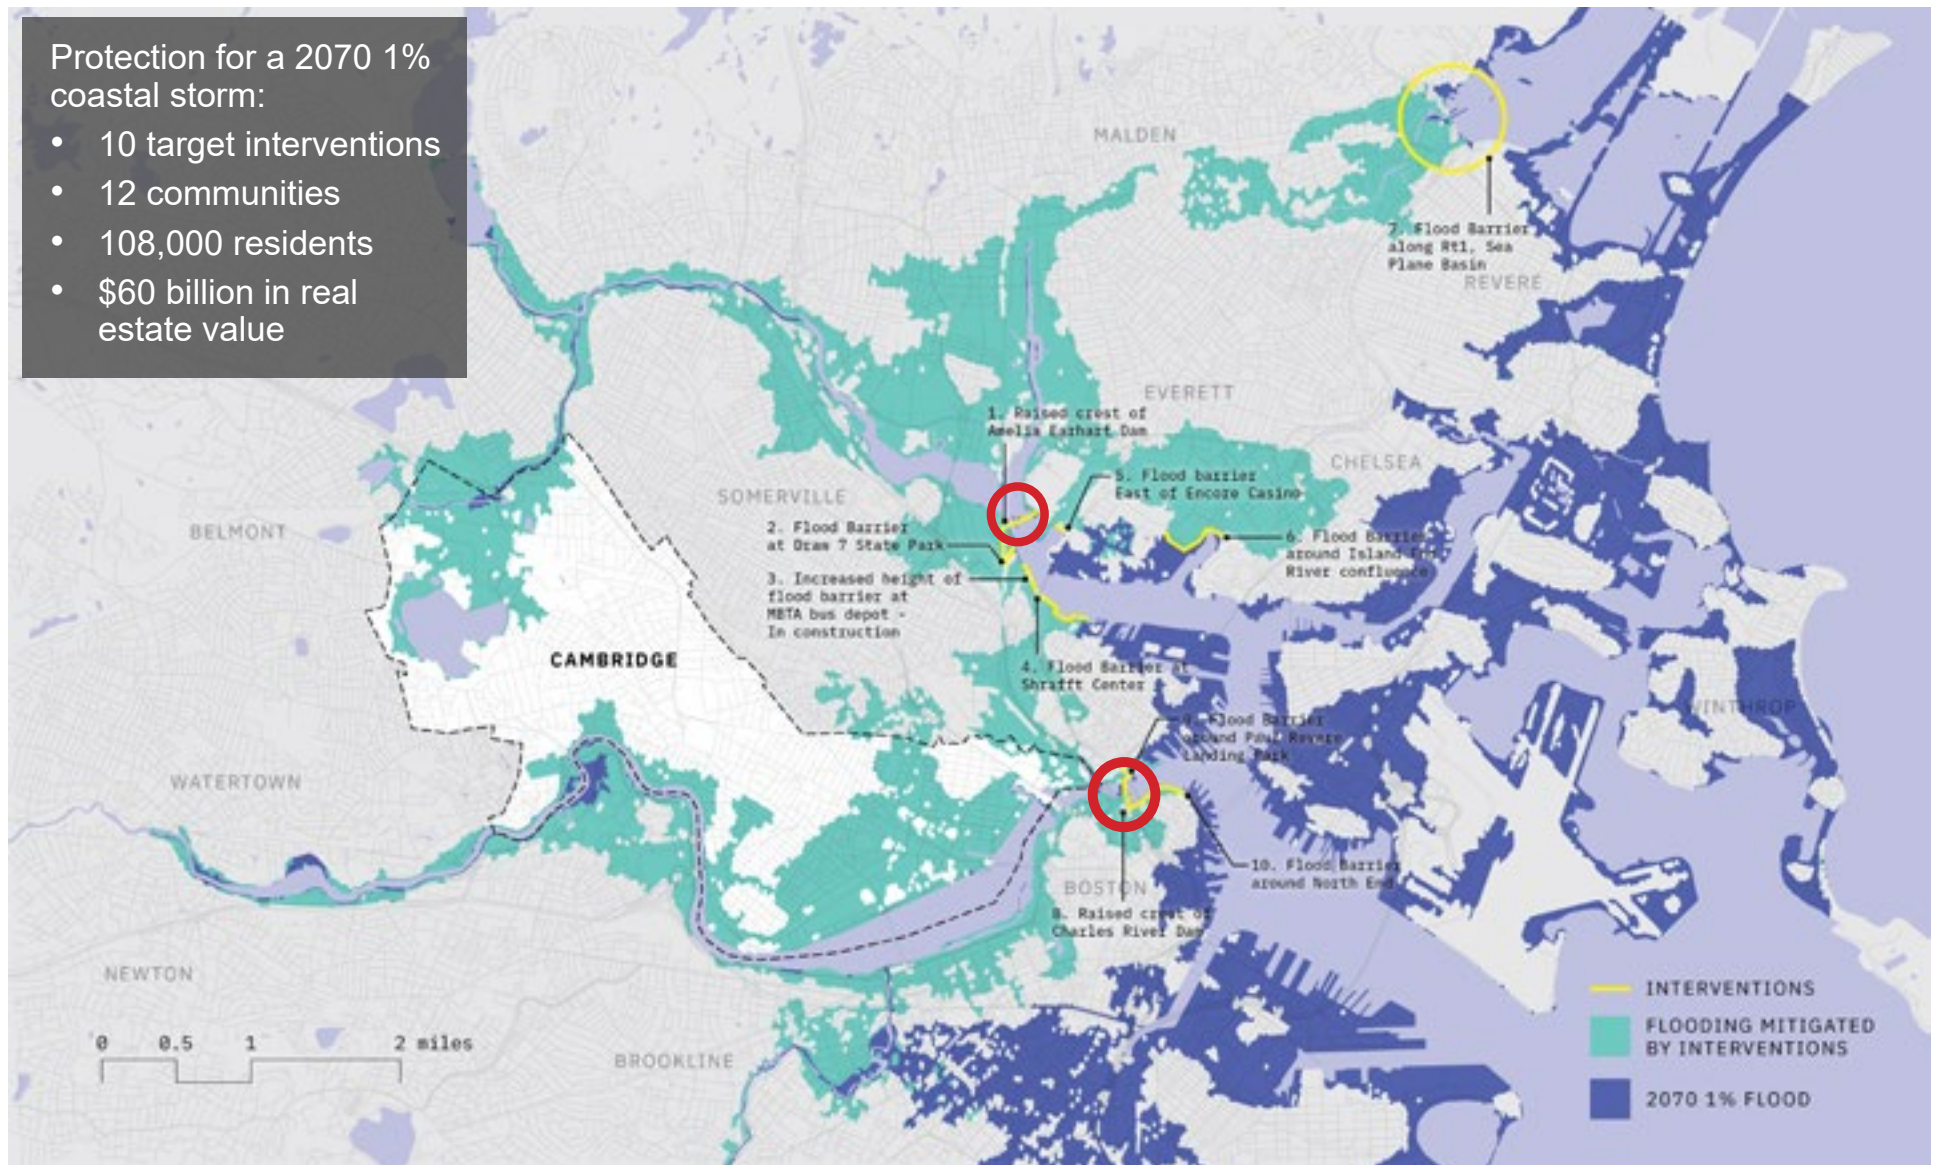 Protection for a 2070 1%
coastal storm:
• 10 target interventions
• 12 communities
• 108,000 residents
• $60 billion in real
estate value
MALDEN
7. Flood Barrier
along Rt1, Sea
Plane Basin
REVERE
EVERETT
1. Raised crest of
Amelia Earhart Dam
CHELSEA
5. Flood barrier
East of Encore Casino
SOMERVILLE
BELMONT
2. Flood Barrier
at Draw 7 State Park
6. Flood Barrier
around Island End
River confluence
3. Increased height of
flood barrier at
MBTA bus depot -
In construction
CAMBRIDGE
4. Flood Barrier at
Shrafft Center
WINTHROP
9. Flood Barrier
around Paul Revere
Landing Park
WATERTOWN
10. Flood Barrier
around North End
BOSTON
8. Raised crest of
Charles River Dam
NEWTON
BROOKLINE
0 0.5 1 2 miles
INTERVENTIONS
FLOODING MITIGATED
BY INTERVENTIONS
2070 1% FLOOD